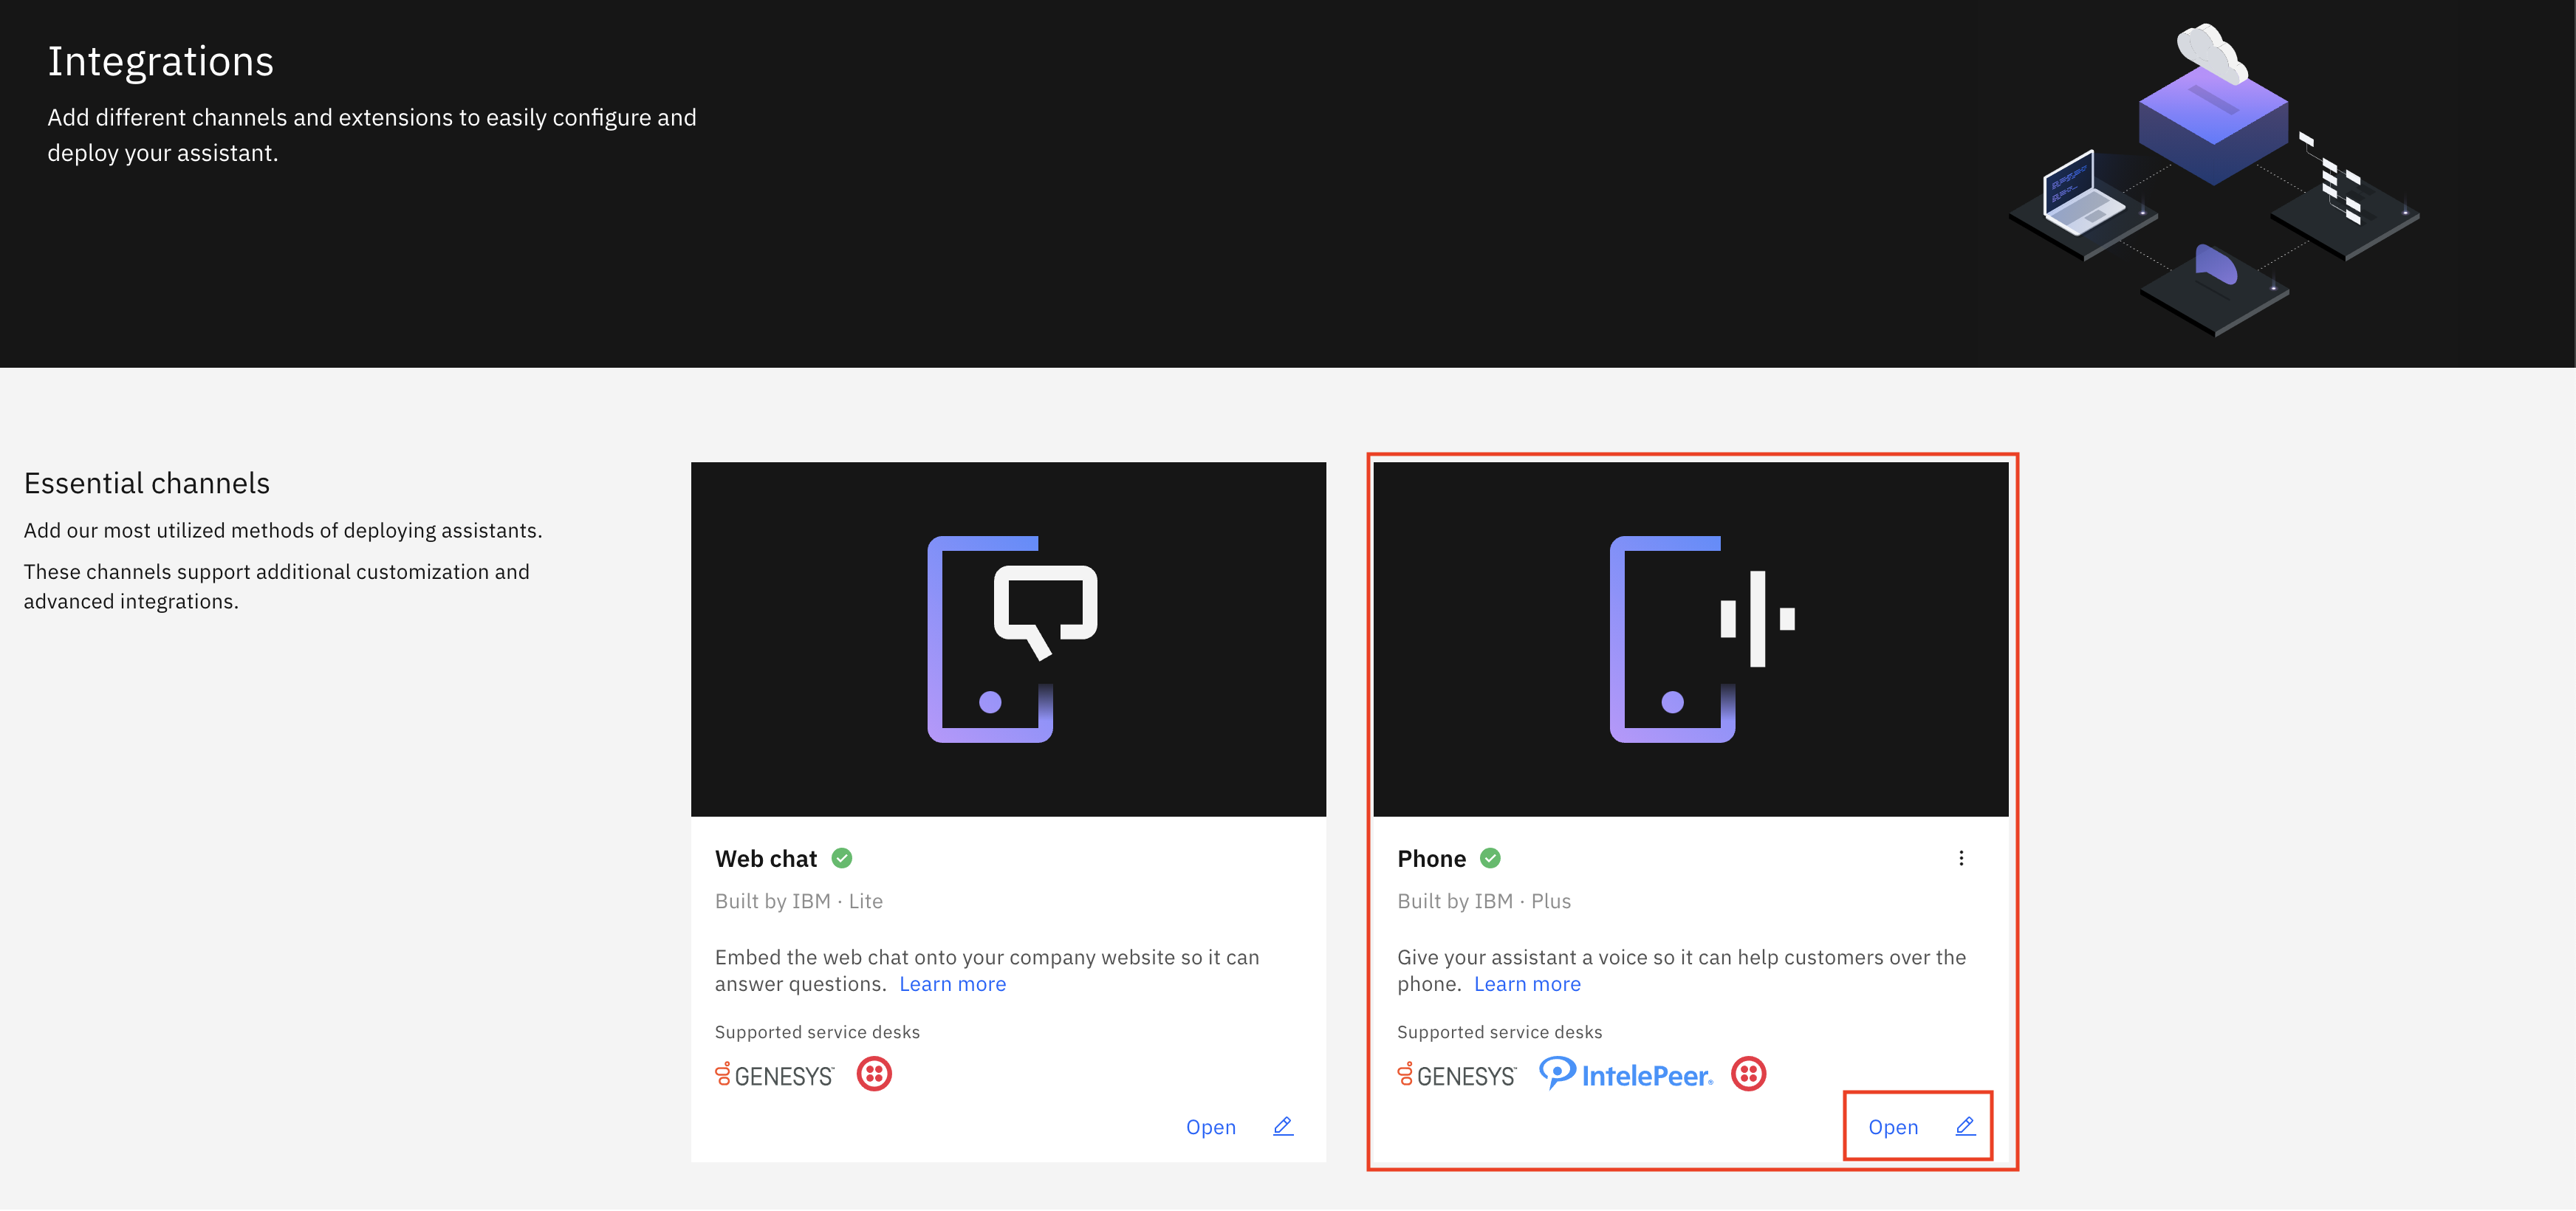 Integrations
Add different channels and extensions to easily configure and
deploy your assistant.
Essential channels
Add our most utilized methods of deploying assistants.
These channels support additional customization and
advanced integrations.
Web chat
Built by IBM · Lite
Embed the web chat onto your company website so it can
answer questions. Learn more
Supported service desks
GENESYS™
Open
Phone
Built by IBM · Plus
Give your assistant a voice so it can help customers over the
phone. Learn more
Supported service desks
GENESYS™ IntelePeer®
Open